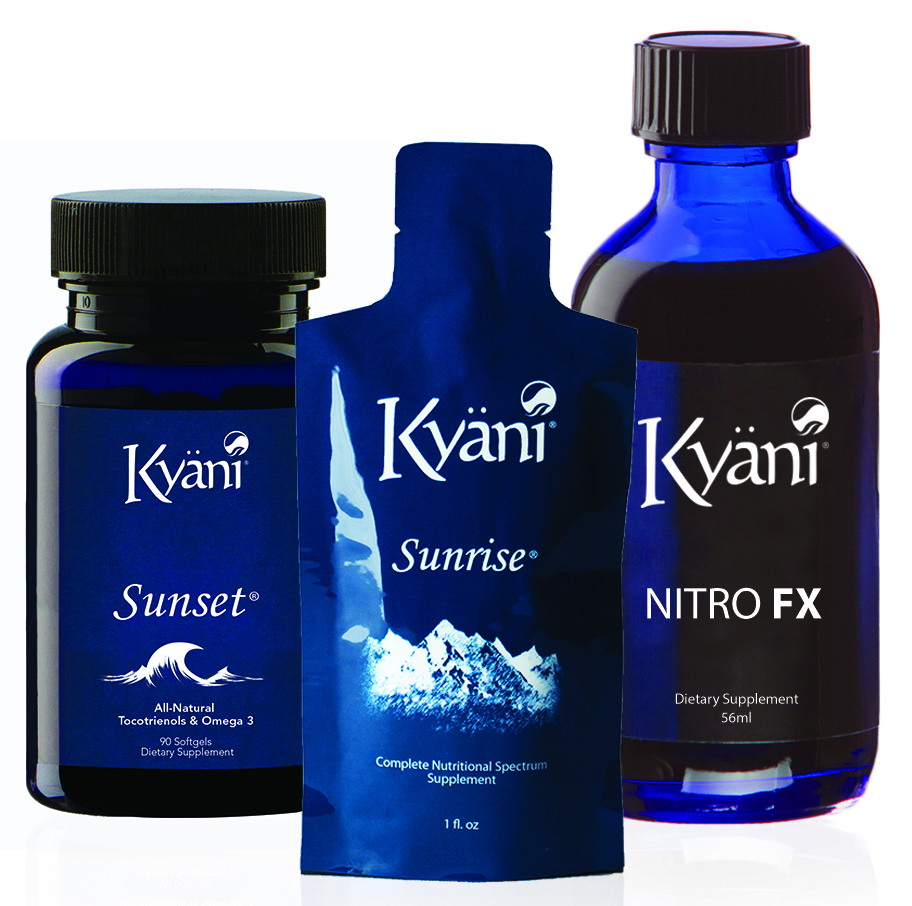 Kyäni®
Sunset®
All-Natural
Tocotrienols & Omega 3
90 Softgels
Dietary Supplement
Kyäni®
Sunrise®
Complete Nutritional Spectrum
Supplement
1 fl. oz
Kyäni®
NITRO FX
Dietary Supplement
56ml